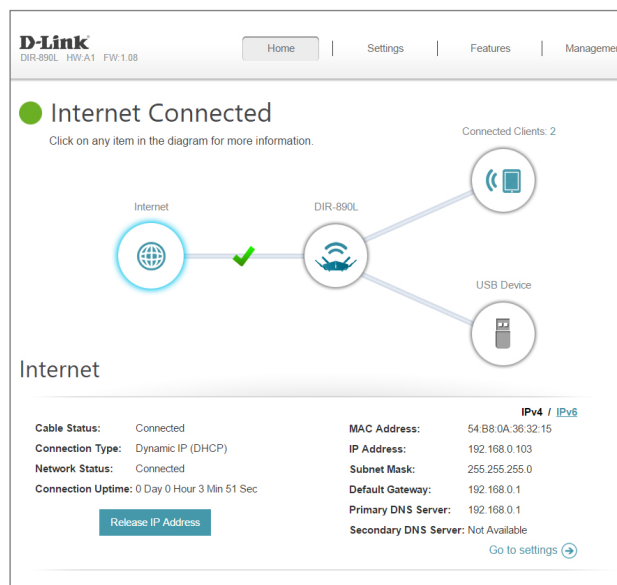 D-Link
DIR-890L HW:A1 FW:1.08
Home
Settings
Features
Internet Connected
Click on any item in the diagram for more information.
Connected Clients: 2
Internet
DIR-890L
USB Device
Internet
IPv4 / IPv6
Cable Status: Connected
Connection Type: Dynamic IP (DHCP)
Network Status: Connected
Connection Uptime: 0 Day 0 Hour 3 Min 51 Sec
Release IP Address
MAC Address: 54:B8:0A:36:32:15
IP Address: 192.168.0.103
Subnet Mask: 255.255.255.0
Default Gateway: 192.168.0.1
Primary DNS Server: 192.168.0.1
Secondary DNS Server: Not Available
Go to settings